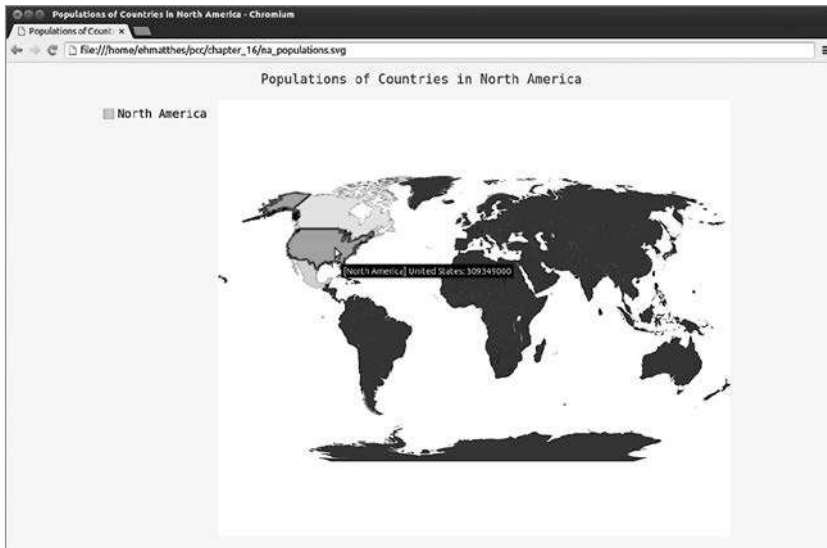 Populations of Countries in North America - Chromium
Populations of Count
file:///home/ehmatthes/pcc/chapter_16/na_populations.svg
Populations of Countries in North America
North America
[North America] United States: 309349000